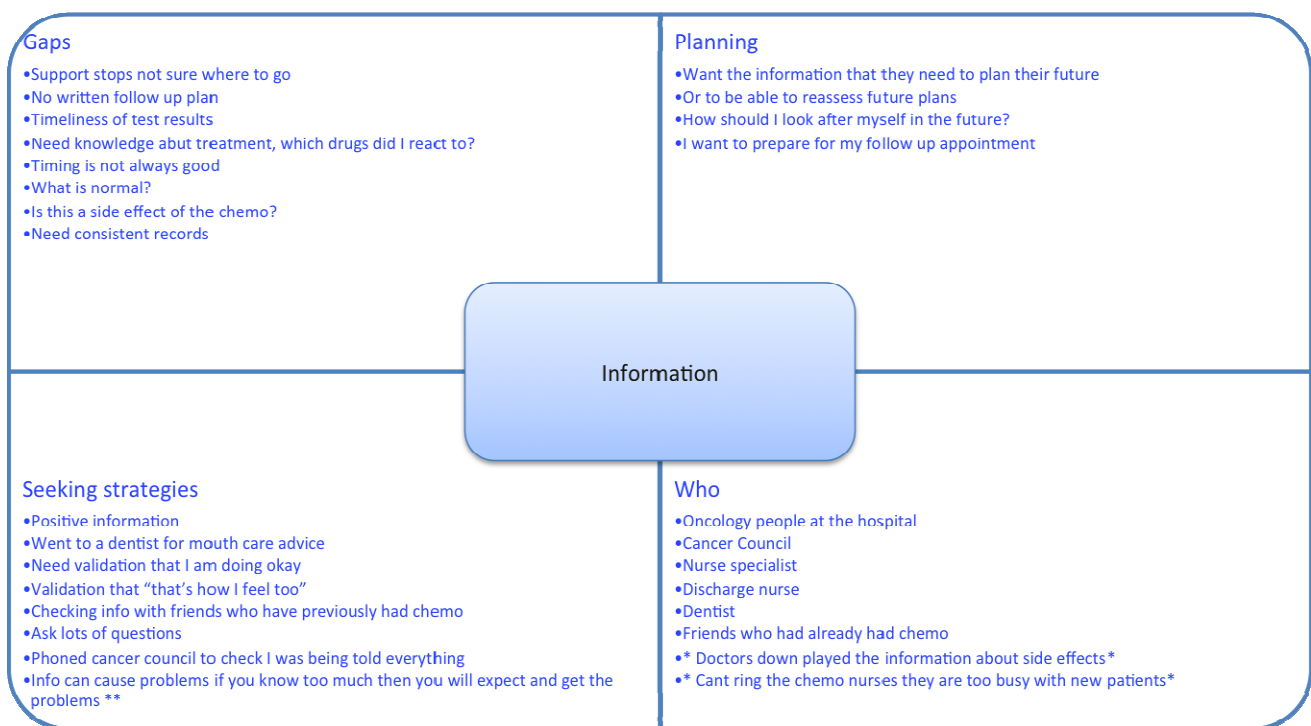 Gaps
•Support stops not sure where to go
•No written follow up plan
•Timeliness of test results
•Need knowledge abut treatment, which drugs did I react to?
•Timing is not always good
•What is normal?
•Is this a side effect of the chemo?
•Need consistent records
Planning
•Want the information that they need to plan their future
•Or to be able to reassess future plans
•How should I look after myself in the future?
•I want to prepare for my follow up appointment
Information
Seeking strategies
•Positive information
•Went to a dentist for mouth care advice
•Need validation that I am doing okay
•Validation that “that’s how I feel too”
•Checking info with friends who have previously had chemo
•Ask lots of questions
•Phoned cancer council to check I was being told everything
•Info can cause problems if you know too much then you will expect and get the
problems **
Who
•Oncology people at the hospital
•Cancer Council
•Nurse specialist
•Discharge nurse
•Dentist
•Friends who had already had chemo
•* Doctors down played the information about side effects*
•* Cant ring the chemo nurses they are too busy with new patients*